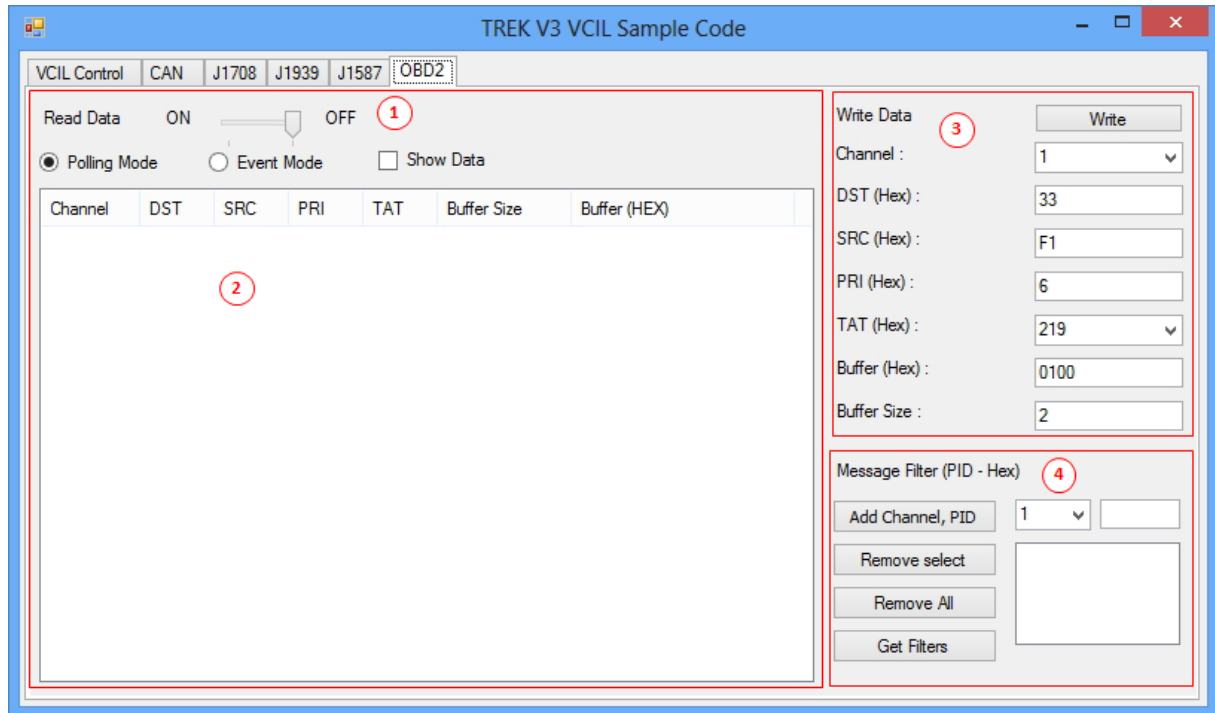 TREK V3 VCIL Sample Code
VCIL Control CAN J1708 J1939 J1587 OBD2
Read Data ON OFF 1
Polling Mode Event Mode Show Data
Channel DST SRC PRI TAT Buffer Size Buffer (HEX)
2
Write Data 3 Write
Channel : 1
DST (Hex) : 33
SRC (Hex) : F1
PRI (Hex) : 6
TAT (Hex) : 219
Buffer (Hex) : 0100
Buffer Size : 2
Message Filter (PID - Hex) 4
Add Channel, PID 1
Remove select
Remove All
Get Filters